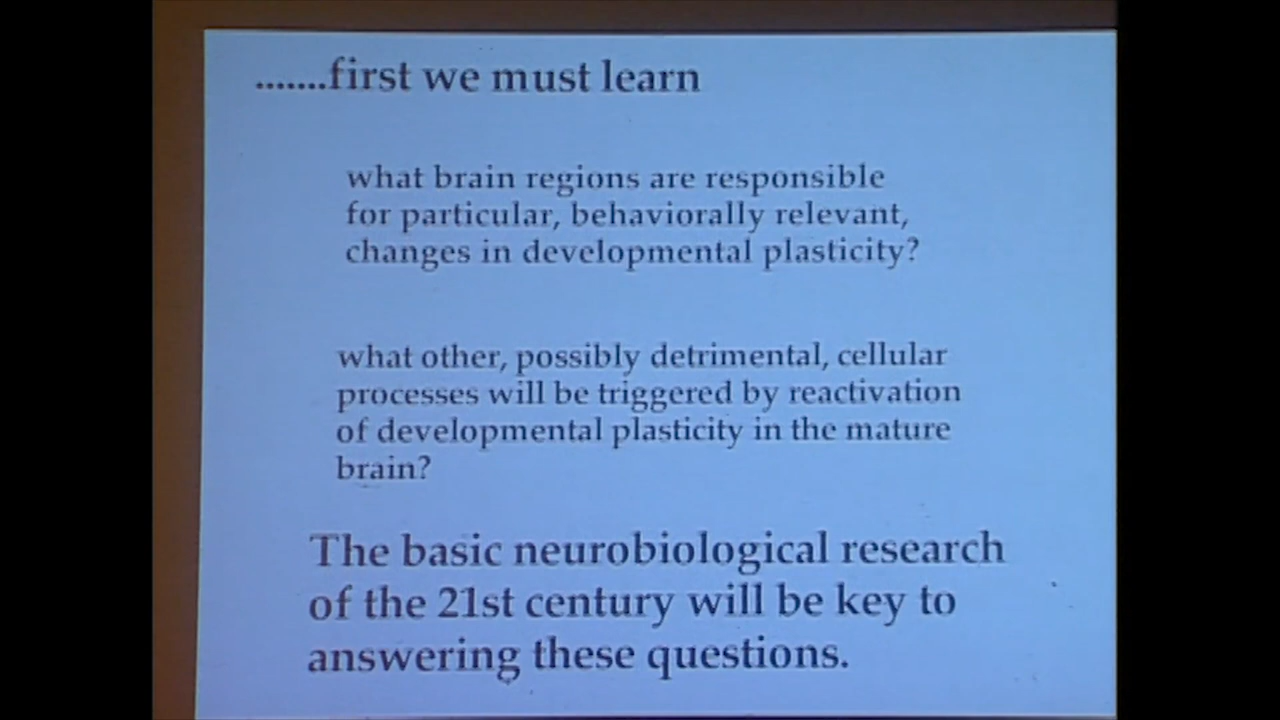 .......first we must learn
what brain regions are responsible
for particular, behaviorally relevant,
changes in developmental plasticity?
what other, possibly detrimental, cellular
processes will be triggered by reactivation
of developmental plasticity in the mature
brain?
The basic neurobiological research
of the 21st century will be key to
answering these questions.